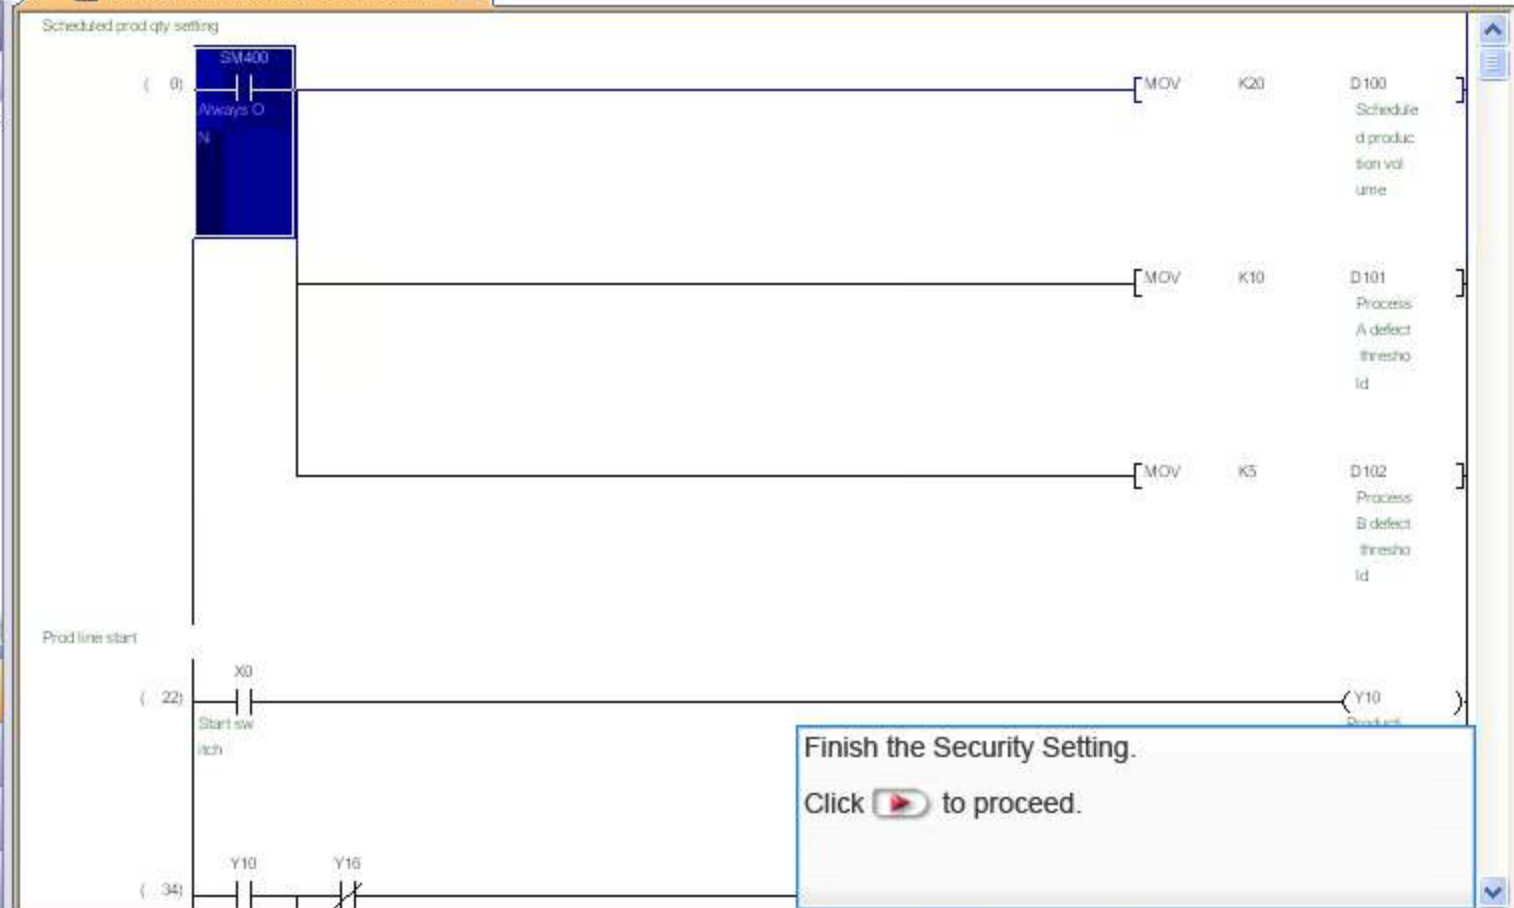 Scheduled prod qty setting
SM400
( 0)
MOV K20 D100
Always O
N
Schedule
d produc
tion vol
ume
MOV K10 D101
Process
A defect
thresho
ld
MOV K5 D102
Process
B defect
thresho
ld
Prod line start
X0
( 22)
Y10
Start sw
itch
Producti
Finish the Security Setting.
Click to proceed.
Y10 Y16
( 34)